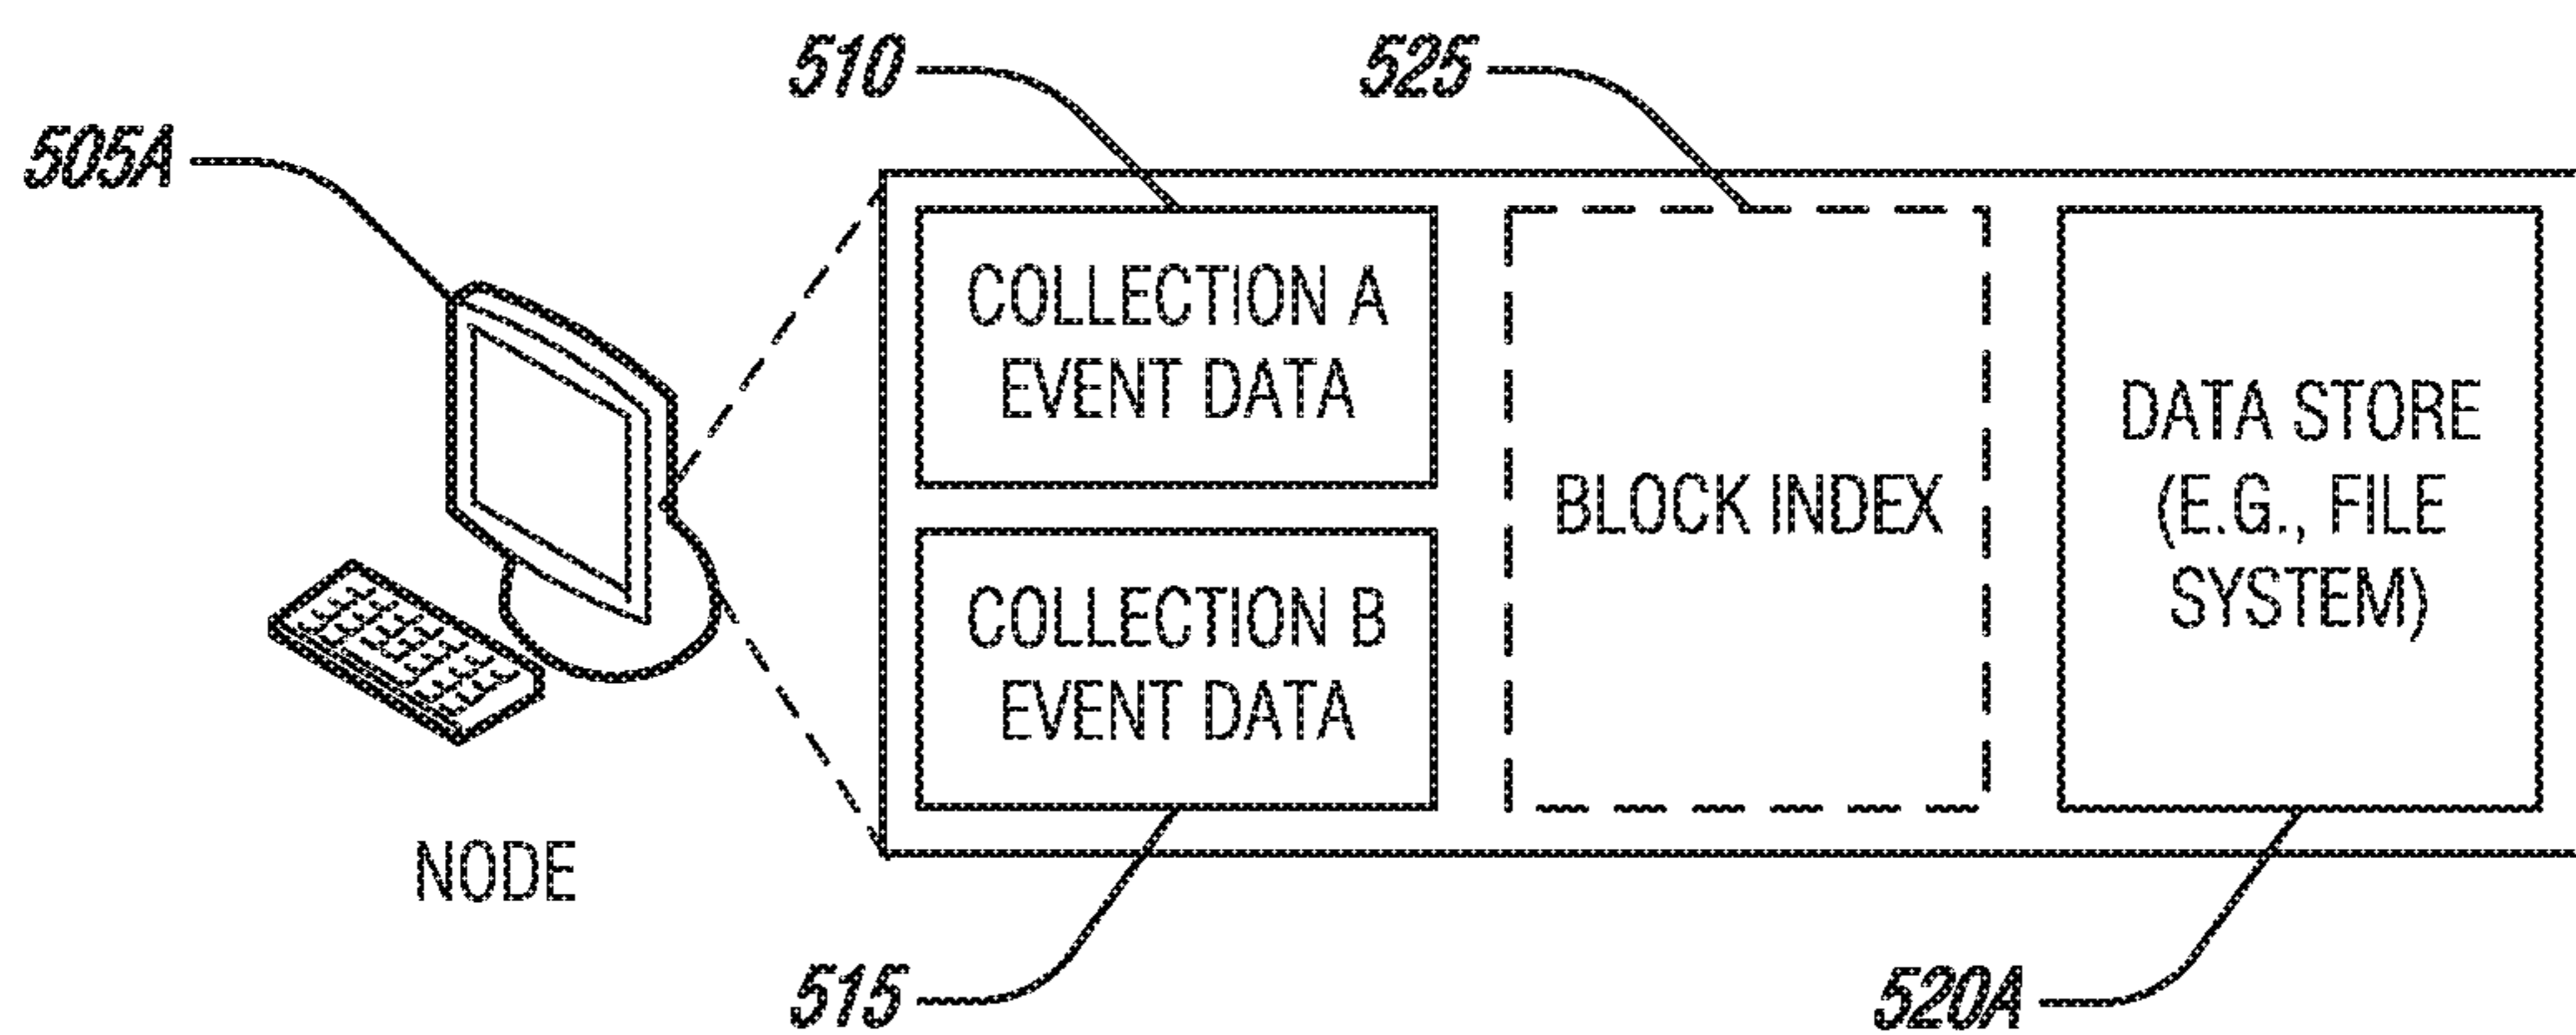 510
525
505A
COLLECTION A
EVENT DATA
BLOCK INDEX
DATA STORE
(E.G., FILE
SYSTEM)
COLLECTION B
EVENT DATA
NODE
515
520A